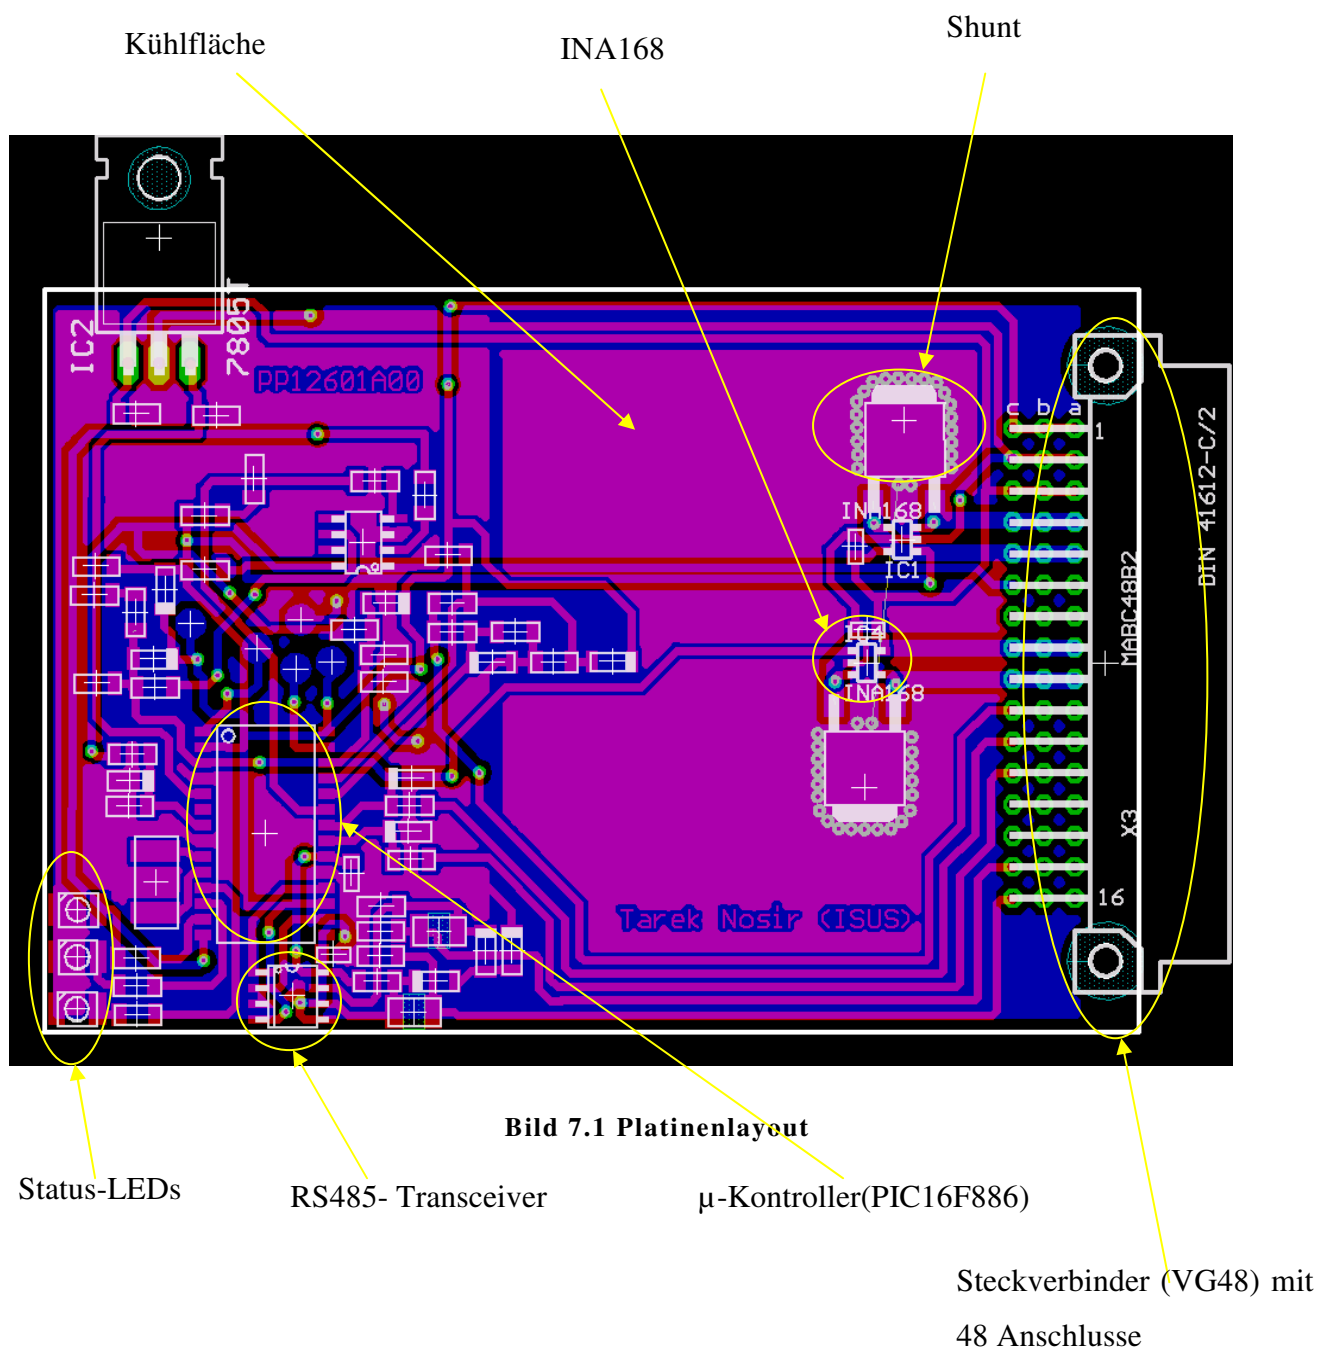 Kühlfläche
INA168
Shunt
IC2
7805T
PP12601A00
c b a
1
DIN 41612-C/2
INA168
IC1
MABC48B2
IC4
INA168
X3
16
Tarek Nosir (ISUS)
Bild 7.1 Platinenlayout
Status-LEDs
RS485- Transceiver
µ-Kontroller(PIC16F886)
Steckverbinder (VG48) mit
48 Anschlusse